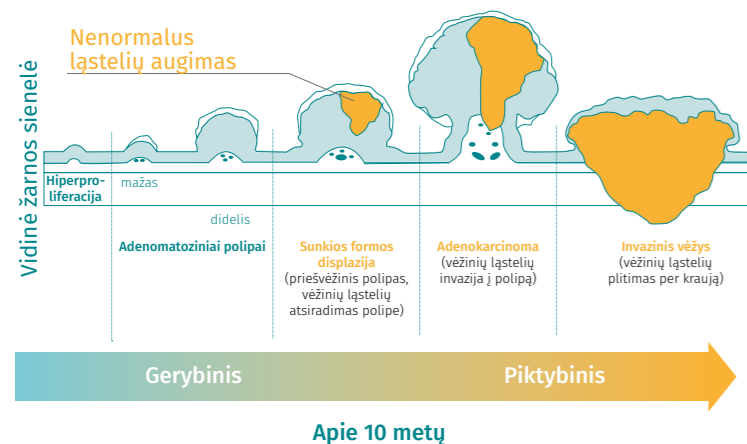 Nenormalus
ląstelių augimas
Vidinė žarnos sienelė
Hiperpro-
liferacija
mažas
didelis
Adenomatoziniai polipai
Sunkios formos
displazija
(priešvėžinis polipas,
vėžinių ląstelių
atsiradimas polipe)
Adenokarcinoma
(vėžinių ląstelių
invazija į polipą)
Invazinis vėžys
(vėžinių ląstelių
plitimas per kraują)
Gerybinis
Piktybinis
Apie 10 metų